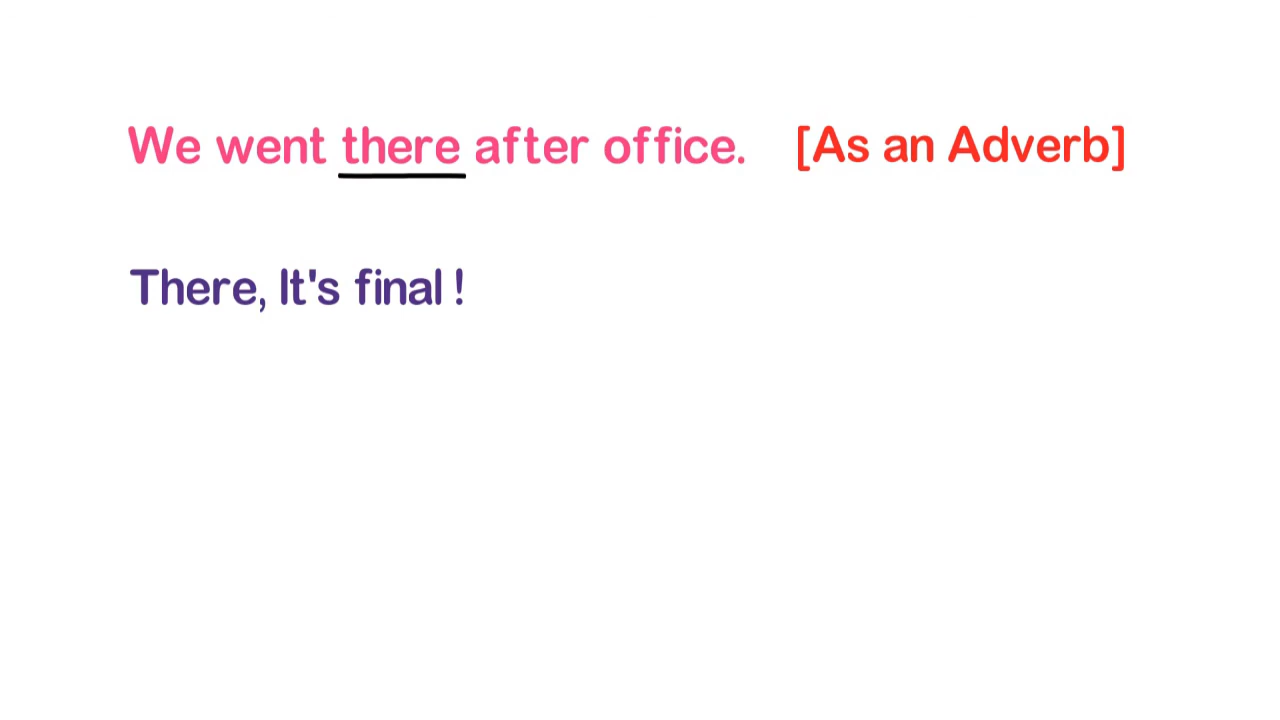 We went there after office. [As an Adverb]
There, It's final !